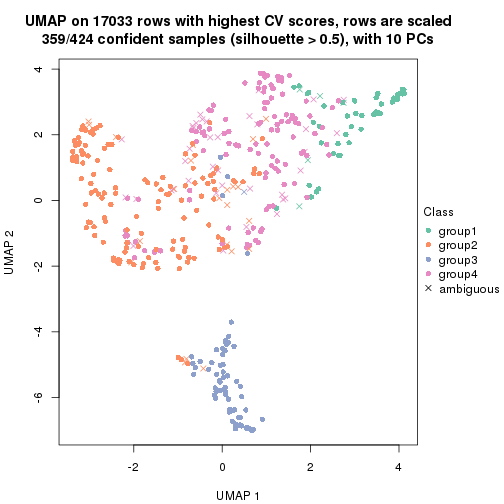 UMAP on 17033 rows with highest CV scores, rows are scaled
359/424 confident samples (silhouette > 0.5), with 10 PCs
4
2
0
-2
-4
-6
UMAP 2
-2
0
2
4
UMAP 1
Class
group1
group2
group3
group4
ambiguous